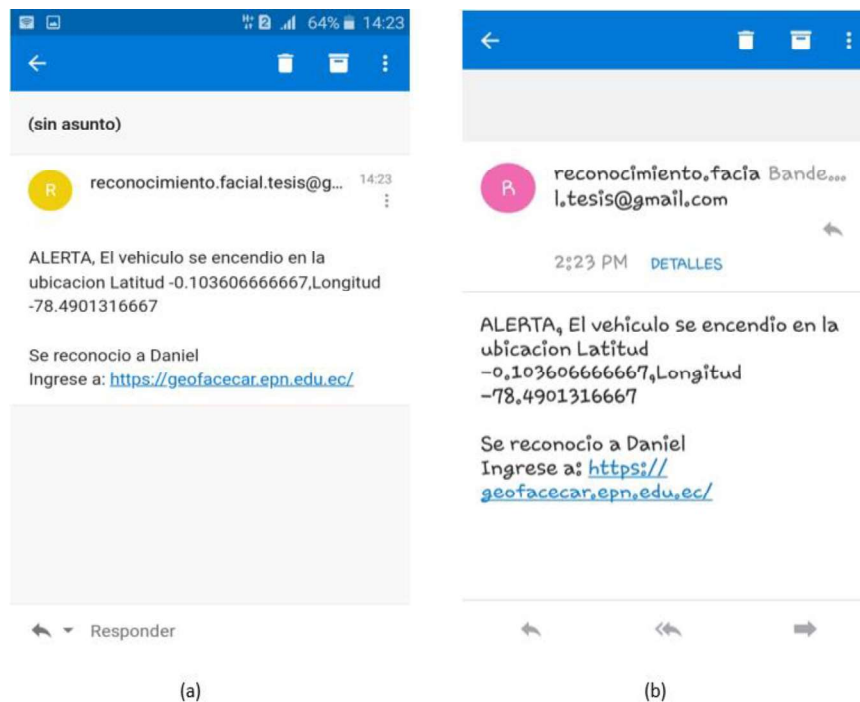 64% 14:23
(sin asunto)
R
reconocimiento.facial.tesis@g... 14:23
ALERTA, El vehiculo se encendio en la
ubicacion Latitud -0.103606666667,Longitud
-78.4901316667
Se reconocio a Daniel
Ingrese a: https://geofacecar.epn.edu.ec/
Responder
(a)
R
reconocimiento.facia Bande...
l.tesis@gmail.com
2:23 PM DETALLES
ALERTA, El vehiculo se encendio en la
ubicacion Latitud
-0.103606666667,Longitud
-78.4901316667
Se reconocio a Daniel
Ingrese a: https://
geofacecar.epn.edu.ec/
(b)